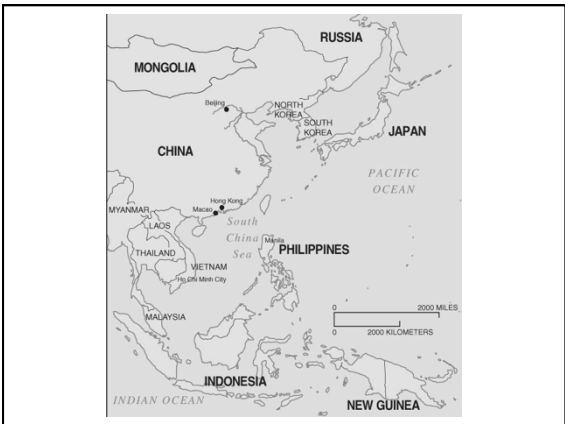 RUSSIA
MONGOLIA
Beijing
NORTH
KOREA
SOUTH
KOREA
JAPAN
CHINA
PACIFIC
OCEAN
Hong Kong
Macao
MYANMAR
LAOS
South
China
Sea
Manila
PHILIPPINES
THAILAND
VIETNAM
Ho Chi Minh City
0 2000 MILES
0 2000 KILOMETERS
MALAYSIA
INDONESIA
INDIAN OCEAN
NEW GUINEA